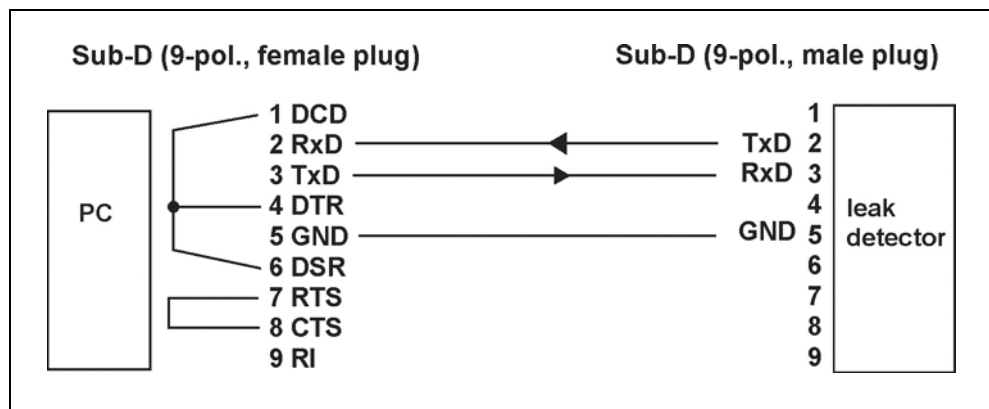 Sub-D (9-pol., female plug)
Sub-D (9-pol., male plug)
PC
1 DCD
2 RxD
3 TxD
4 DTR
5 GND
6 DSR
7 RTS
8 CTS
9 RI
1
TxD 2
RxD 3
4
GND 5
6
7
8
9
leak
detector